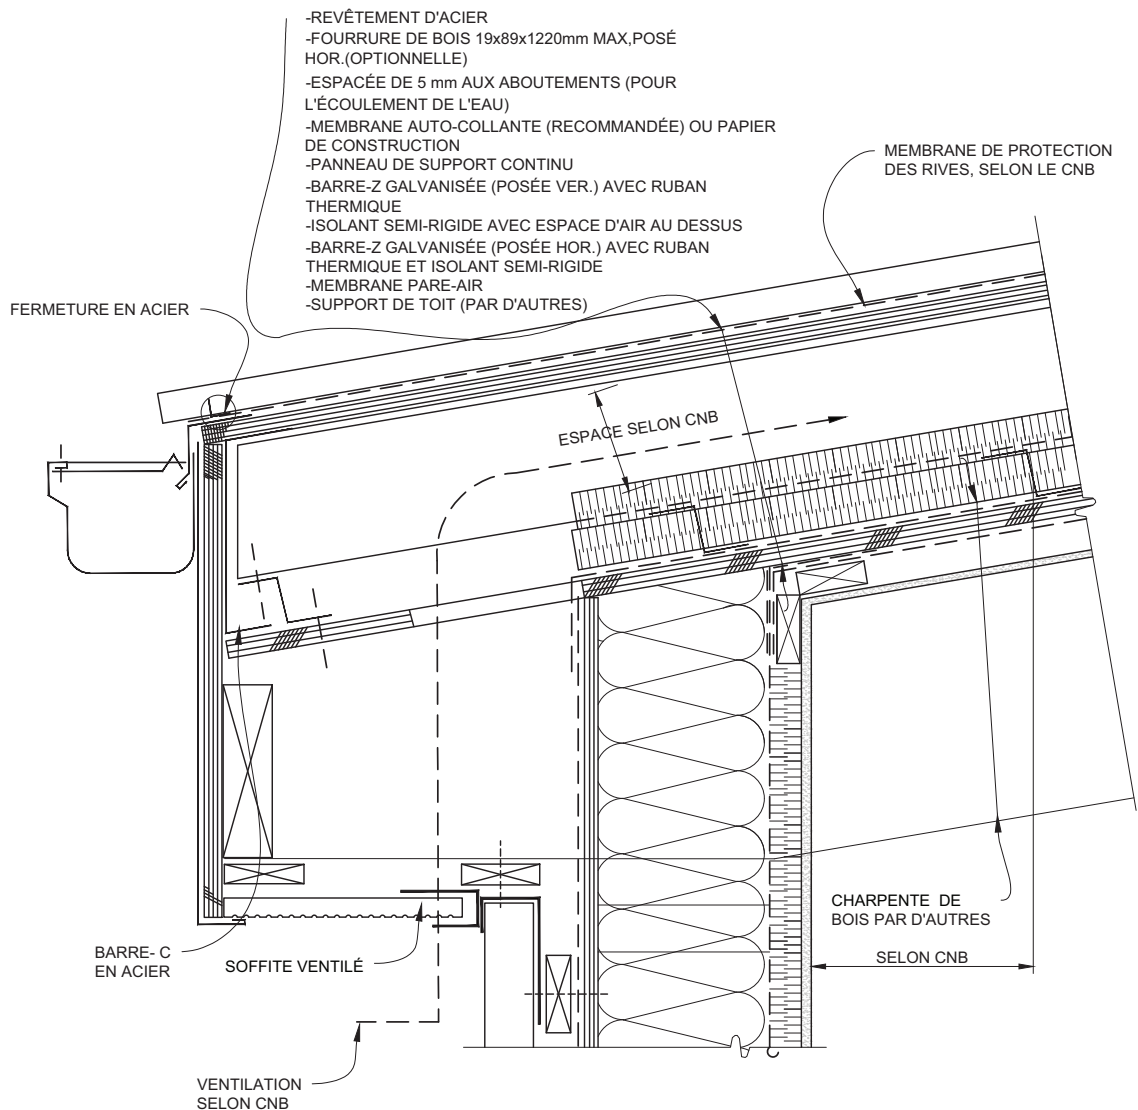 -REVÊTEMENT D'ACIER
-FOURRURE DE BOIS 19x89x1220mm MAX,POSÉ
HOR.(OPTIONNELLE)
-ESPACÉE DE 5 mm AUX ABOUTEMENTS (POUR
L'ÉCOULEMENT DE L'EAU)
-MEMBRANE AUTO-COLLANTE (RECOMMANDÉE) OU PAPIER
DE CONSTRUCTION
-PANNEAU DE SUPPORT CONTINU
-BARRE-Z GALVANISÉE (POSÉE VER.) AVEC RUBAN
THERMIQUE
-ISOLANT SEMI-RIGIDE AVEC ESPACE D'AIR AU DESSUS
-BARRE-Z GALVANISÉE (POSÉE HOR.) AVEC RUBAN
THERMIQUE ET ISOLANT SEMI-RIGIDE
-MEMBRANE PARE-AIR
-SUPPORT DE TOIT (PAR D'AUTRES)
MEMBRANE DE PROTECTION
DES RIVES, SELON LE CNB
FERMETURE EN ACIER
ESPACE SELON CNB
CHARPENTE DE
BOIS PAR D'AUTRES
SELON CNB
BARRE- C
EN ACIER
SOFFITE VENTILÉ
VENTILATION
SELON CNB